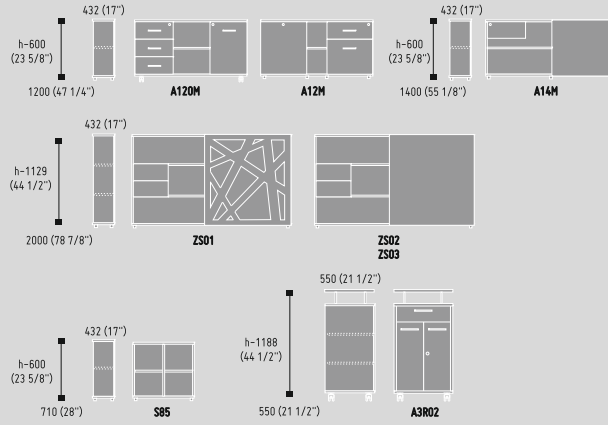 432 (17")
432 (17")
h-600
(23 5/8")
h-600
(23 5/8")
1200 (47 1/4")
A120M
A12M
1400 (55 1/8")
A14M
432 (17")
h-1129
(44 1/2")
2000 (78 7/8")
ZS01
ZS02
ZS03
550 (21 1/2")
432 (17")
h-600
(23 5/8")
h-1188
(44 1/2")
710 (28")
S85
550 (21 1/2")
A3R02